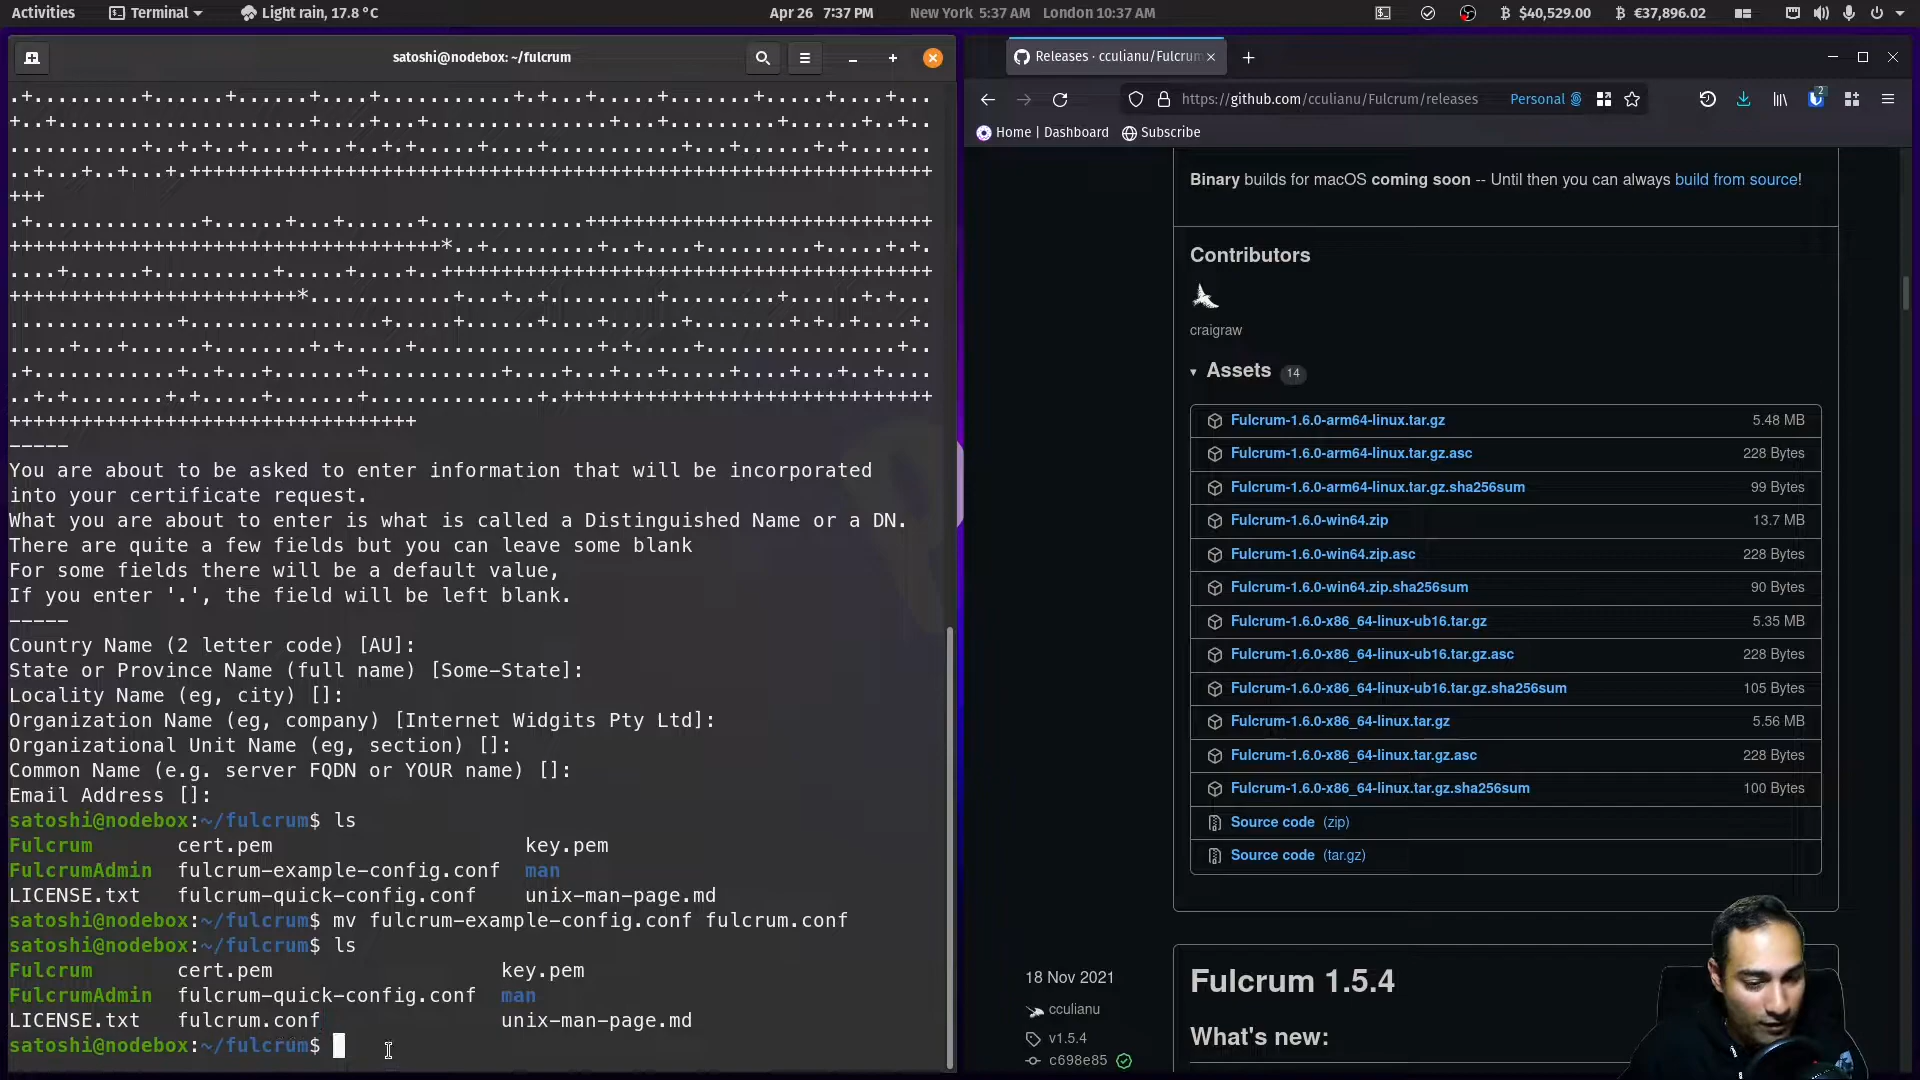 Activities
Terminal
Light rain, 17.8 °C
Apr 26 7:37 PM
New York 5:37 AM London 10:37 AM
₿ $40,529.00
₿ €37,896.02
satoshi@nodebox: ~/fulcrum
-----
You are about to be asked to enter information that will be incorporated
into your certificate request.
What you are about to enter is what is called a Distinguished Name or a DN.
There are quite a few fields but you can leave some blank
For some fields there will be a default value,
If you enter '.', the field will be left blank.
-----
Country Name (2 letter code) [AU]:
State or Province Name (full name) [Some-State]:
Locality Name (eg, city) []:
Organization Name (eg, company) [Internet Widgits Pty Ltd]:
Organizational Unit Name (eg, section) []:
Common Name (e.g. server FQDN or YOUR name) []:
Email Address []:
satoshi@nodebox:~/fulcrum$ ls
Fulcrum cert.pem key.pem
FulcrumAdmin fulcrum-example-config.conf man
LICENSE.txt fulcrum-quick-config.conf unix-man-page.md
satoshi@nodebox:~/fulcrum$ mv fulcrum-example-config.conf fulcrum.conf
satoshi@nodebox:~/fulcrum$ ls
Fulcrum cert.pem key.pem
FulcrumAdmin fulcrum-quick-config.conf man
LICENSE.txt fulcrum.conf unix-man-page.md
satoshi@nodebox:~/fulcrum$
Releases · cculianu/Fulcrum
https://github.com/cculianu/Fulcrum/releases
Personal
2
Home | Dashboard
Subscribe
Binary builds for macOS coming soon -- Until then you can always build from source!
Contributors
craigraw
Assets 14
Fulcrum-1.6.0-arm64-linux.tar.gz 5.48 MB
Fulcrum-1.6.0-arm64-linux.tar.gz.asc 228 Bytes
Fulcrum-1.6.0-arm64-linux.tar.gz.sha256sum 99 Bytes
Fulcrum-1.6.0-win64.zip 13.7 MB
Fulcrum-1.6.0-win64.zip.asc 228 Bytes
Fulcrum-1.6.0-win64.zip.sha256sum 90 Bytes
Fulcrum-1.6.0-x86_64-linux-ub16.tar.gz 5.35 MB
Fulcrum-1.6.0-x86_64-linux-ub16.tar.gz.asc 228 Bytes
Fulcrum-1.6.0-x86_64-linux-ub16.tar.gz.sha256sum 105 Bytes
Fulcrum-1.6.0-x86_64-linux.tar.gz 5.56 MB
Fulcrum-1.6.0-x86_64-linux.tar.gz.asc 228 Bytes
Fulcrum-1.6.0-x86_64-linux.tar.gz.sha256sum 100 Bytes
Source code (zip)
Source code (tar.gz)
18 Nov 2021
cculianu
v1.5.4
c698e85
Fulcrum 1.5.4
What's new: